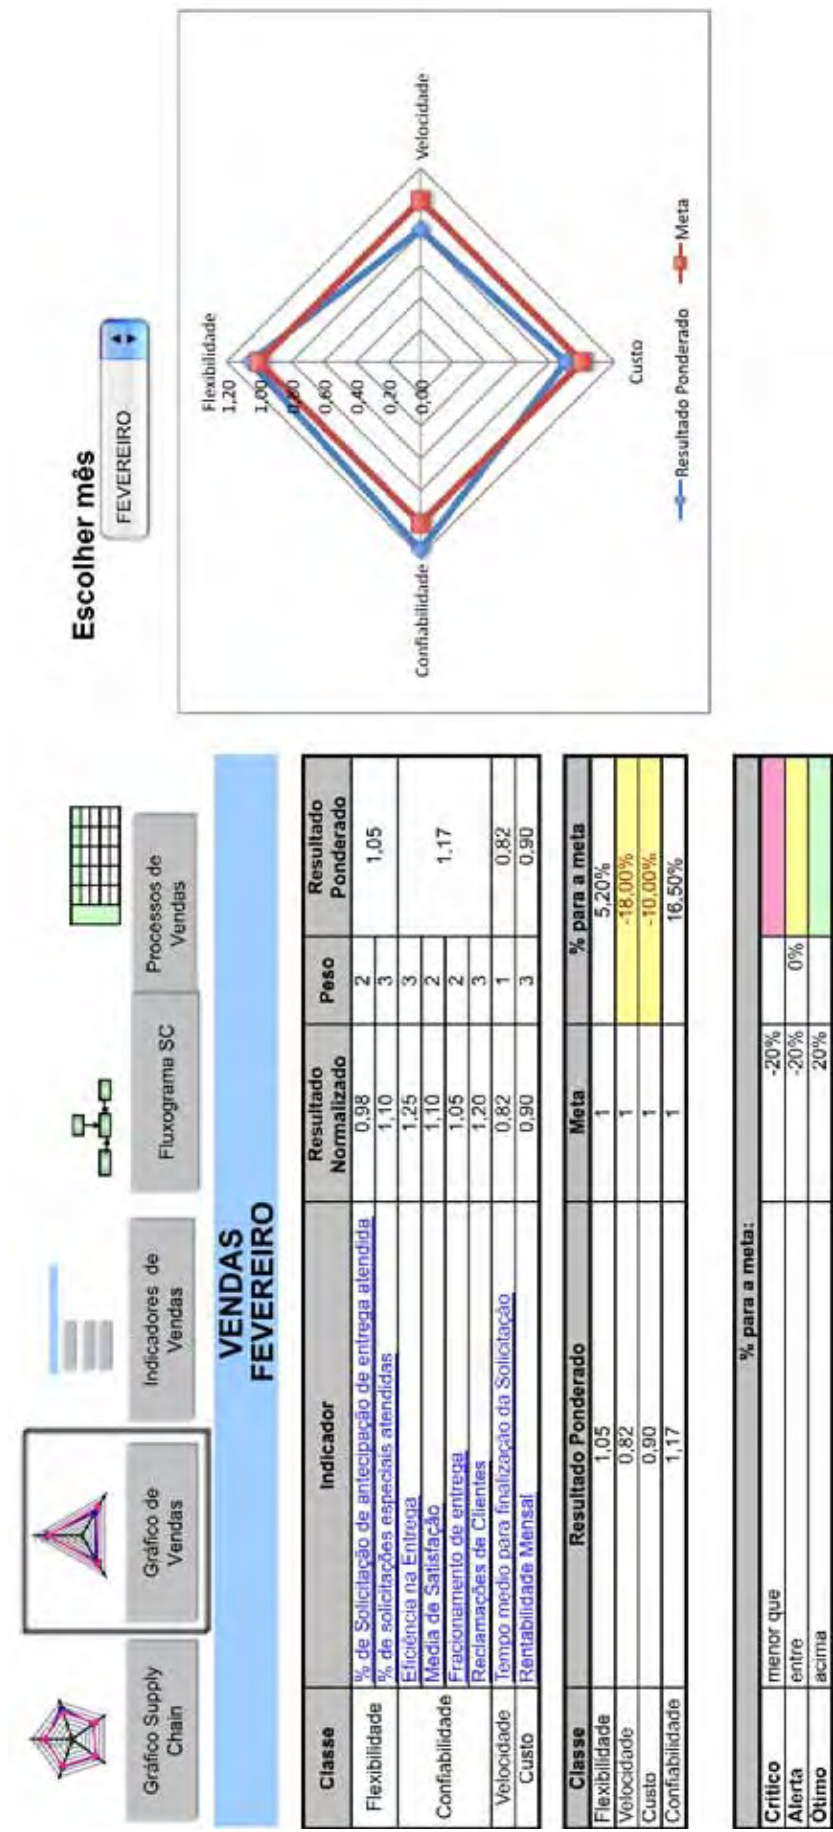 Gráfico Supply Chain
Gráfico de Vendas
Indicadores de Vendas
Fluxograma SC
Processos de Vendas
VENDAS
FEVEREIRO
Classe Indicador Resultado Normalizado Peso Resultado Ponderado
Flexibilidade % de Solicitação de antecipação de entrega atendida 0,98 2 1,05
% de solicitações especiais atendidas 1,10 3
Confiabilidade Eficiência na Entrega 1,25 3 1,17
Media de Satisfação 1,10 2
Fracionamento de entrega 1,05 2
Reclamações de Clientes 1,20 3
Velocidade Tempo medio para finalização da Solicitação 0,82 1 0,82
Custo Rentabilidade Mensal 0,90 3 0,90
Classe Resultado Ponderado Meta % para a meta
Flexibilidade 1,05 1 5,20%
Velocidade 0,82 1 -18,00%
Custo 0,90 1 -10,00%
Confiabilidade 1,17 1 16,50%
% para a meta:
Critico menor que -20%
Alerta entre -20% 0%
Otimo acima 20%
Escolher mês
FEVEREIRO
Flexibilidade
1,20
1,00
0,80
0,60
0,40
0,20
0,00
Velocidade
Confiabilidade
Custo
Resultado Ponderado Meta